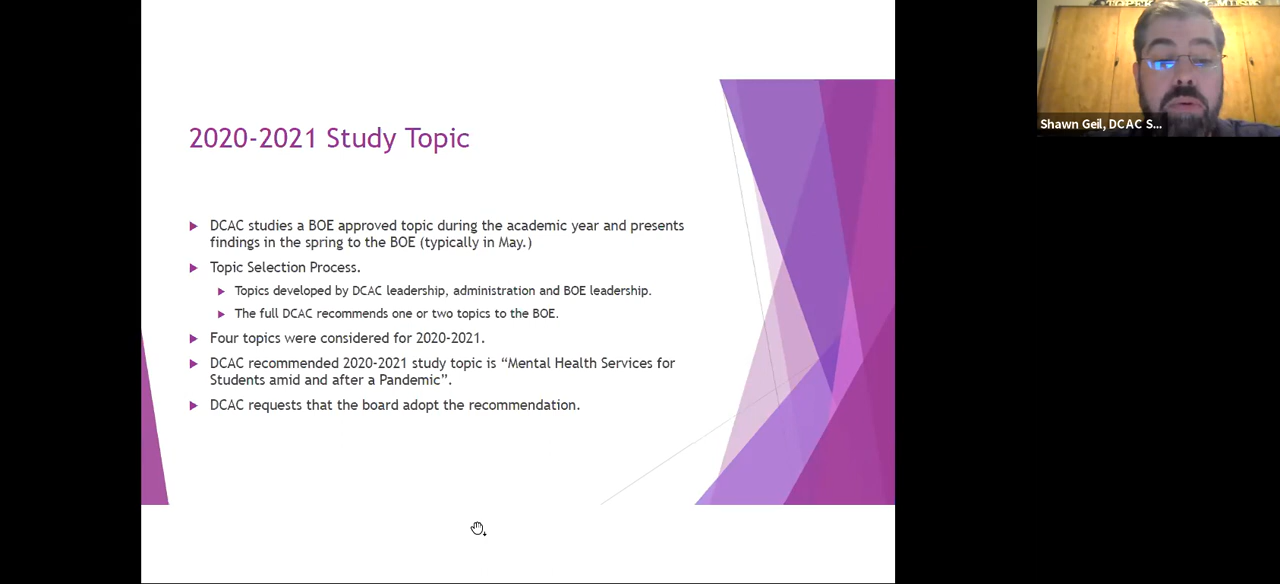 2020-2021 Study Topic
DCAC studies a BOE approved topic during the academic year and presents
findings in the spring to the BOE (typically in May.)
Topic Selection Process.
Topics developed by DCAC leadership, administration and BOE leadership.
The full DCAC recommends one or two topics to the BOE.
Four topics were considered for 2020-2021.
DCAC recommended 2020-2021 study topic is “Mental Health Services for
Students amid and after a Pandemic”.
DCAC requests that the board adopt the recommendation.
Shawn Geil, DCAC S...